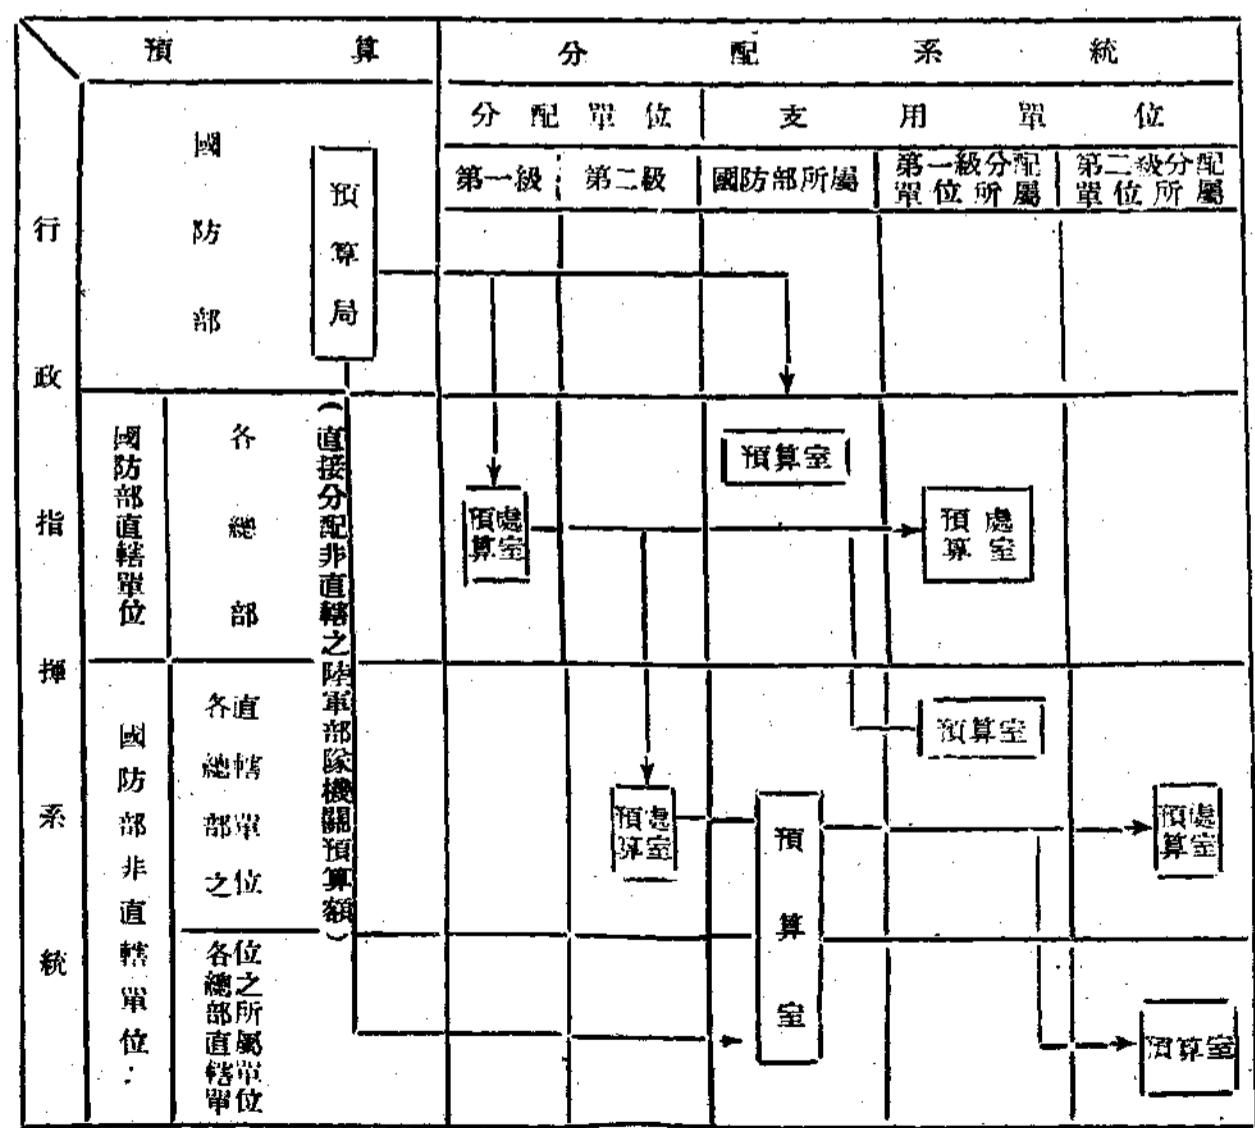 預算分配系統
分配單位
支用單位
第一級
第二級
國防部所屬
第一級分配
單位所屬
第二級分配
單位所屬
行政指揮系統
國防部
預算局
國防部直轄單位
各總部
(直接分配非直轄之陸軍部隊機關預算額)
預算室
預算處室
預算處室
國防部非直轄單位
各總部之
直轄單位
預算室
預算處室
預算室
預算處室
各總部直轄單
位之所屬單位
預算室